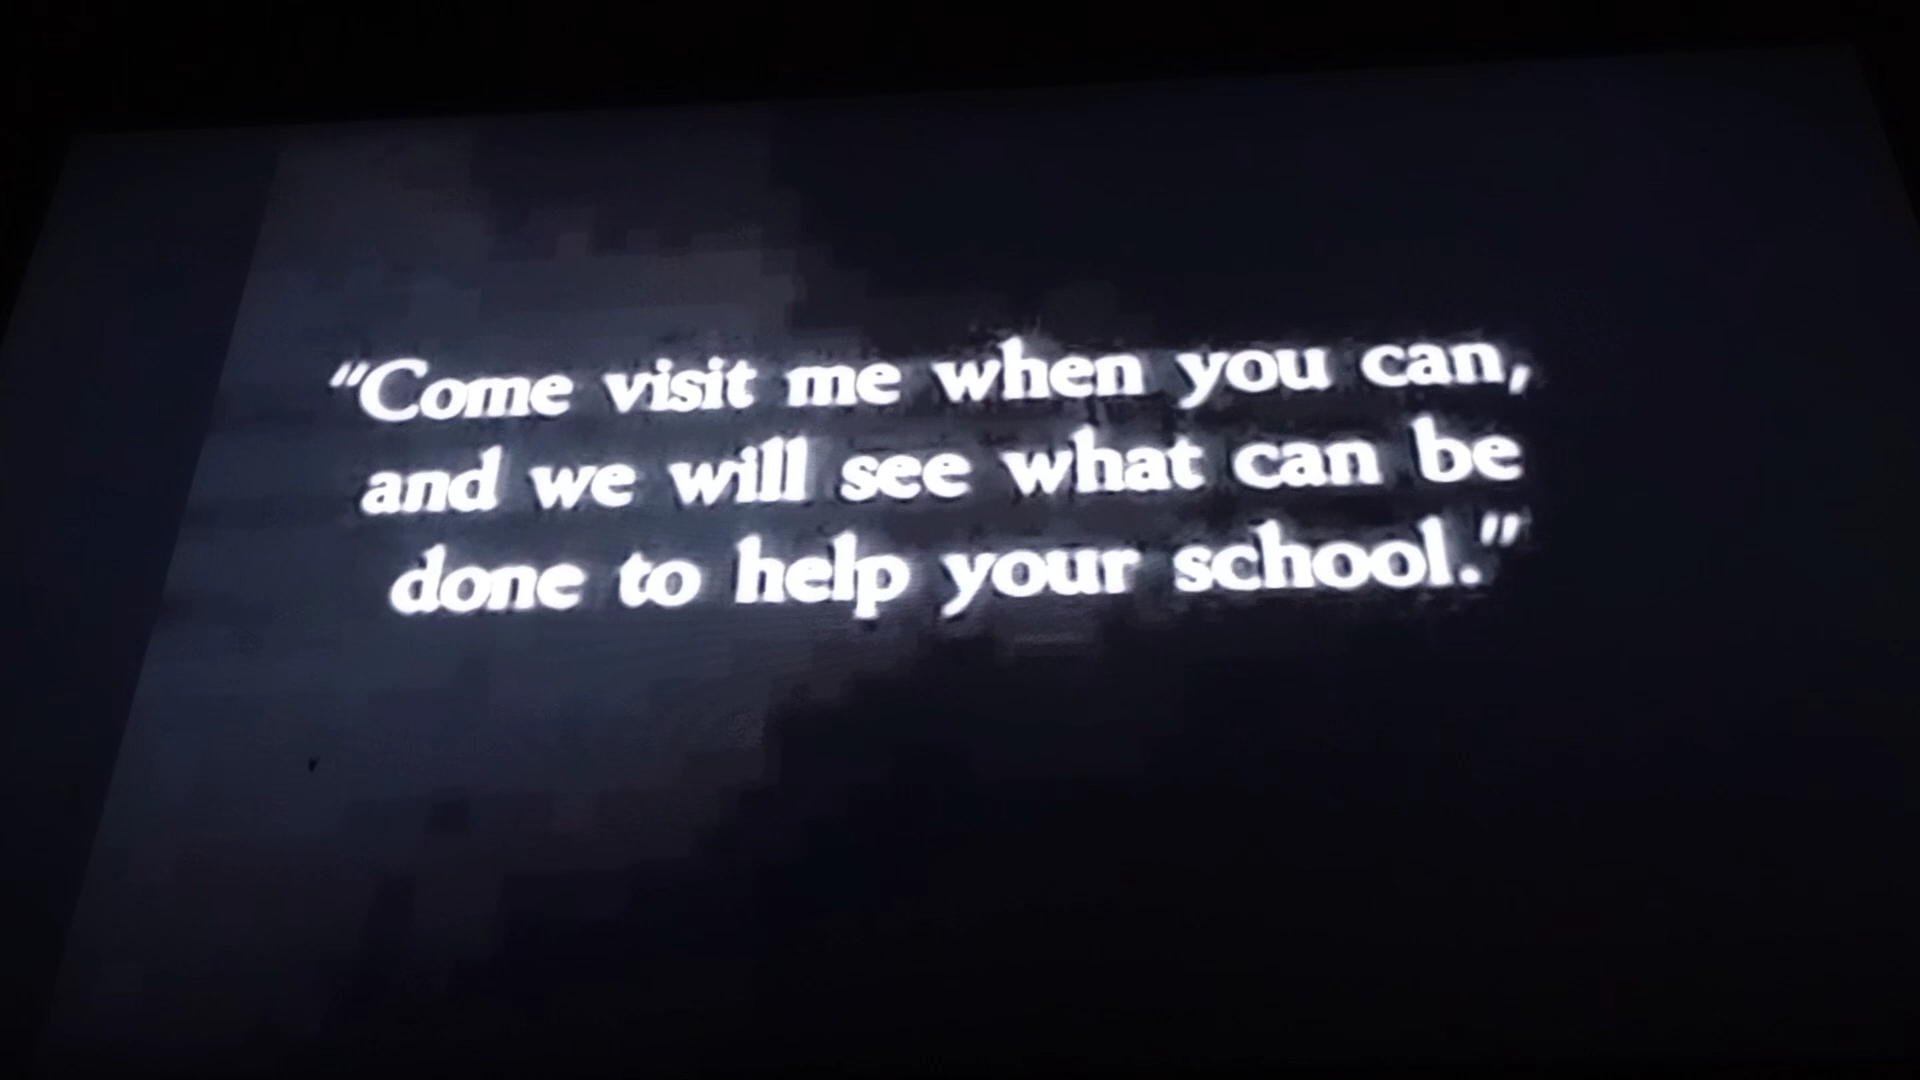 "Come visit me when you can,
and we will see what can be
done to help your school."